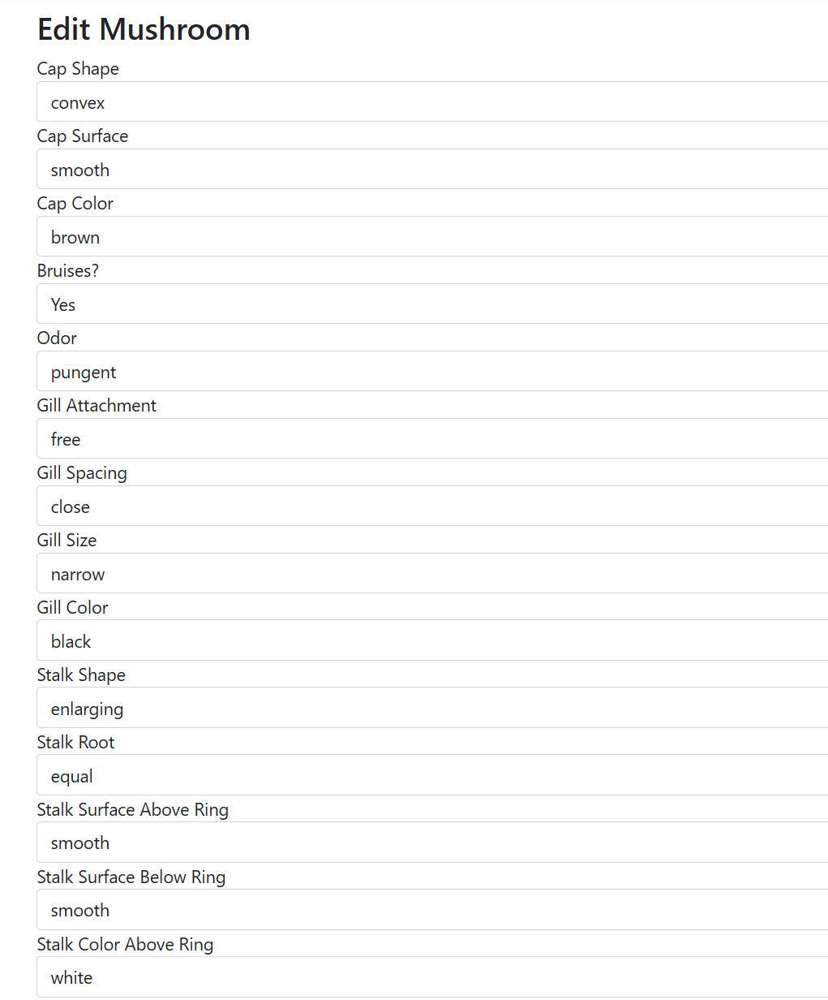 Edit Mushroom
Cap Shape
convex
Cap Surface
smooth
Cap Color
brown
Bruises?
Yes
Odor
pungent
Gill Attachment
free
Gill Spacing
close
Gill Size
narrow
Gill Color
black
Stalk Shape
enlarging
Stalk Root
equal
Stalk Surface Above Ring
smooth
Stalk Surface Below Ring
smooth
Stalk Color Above Ring
white